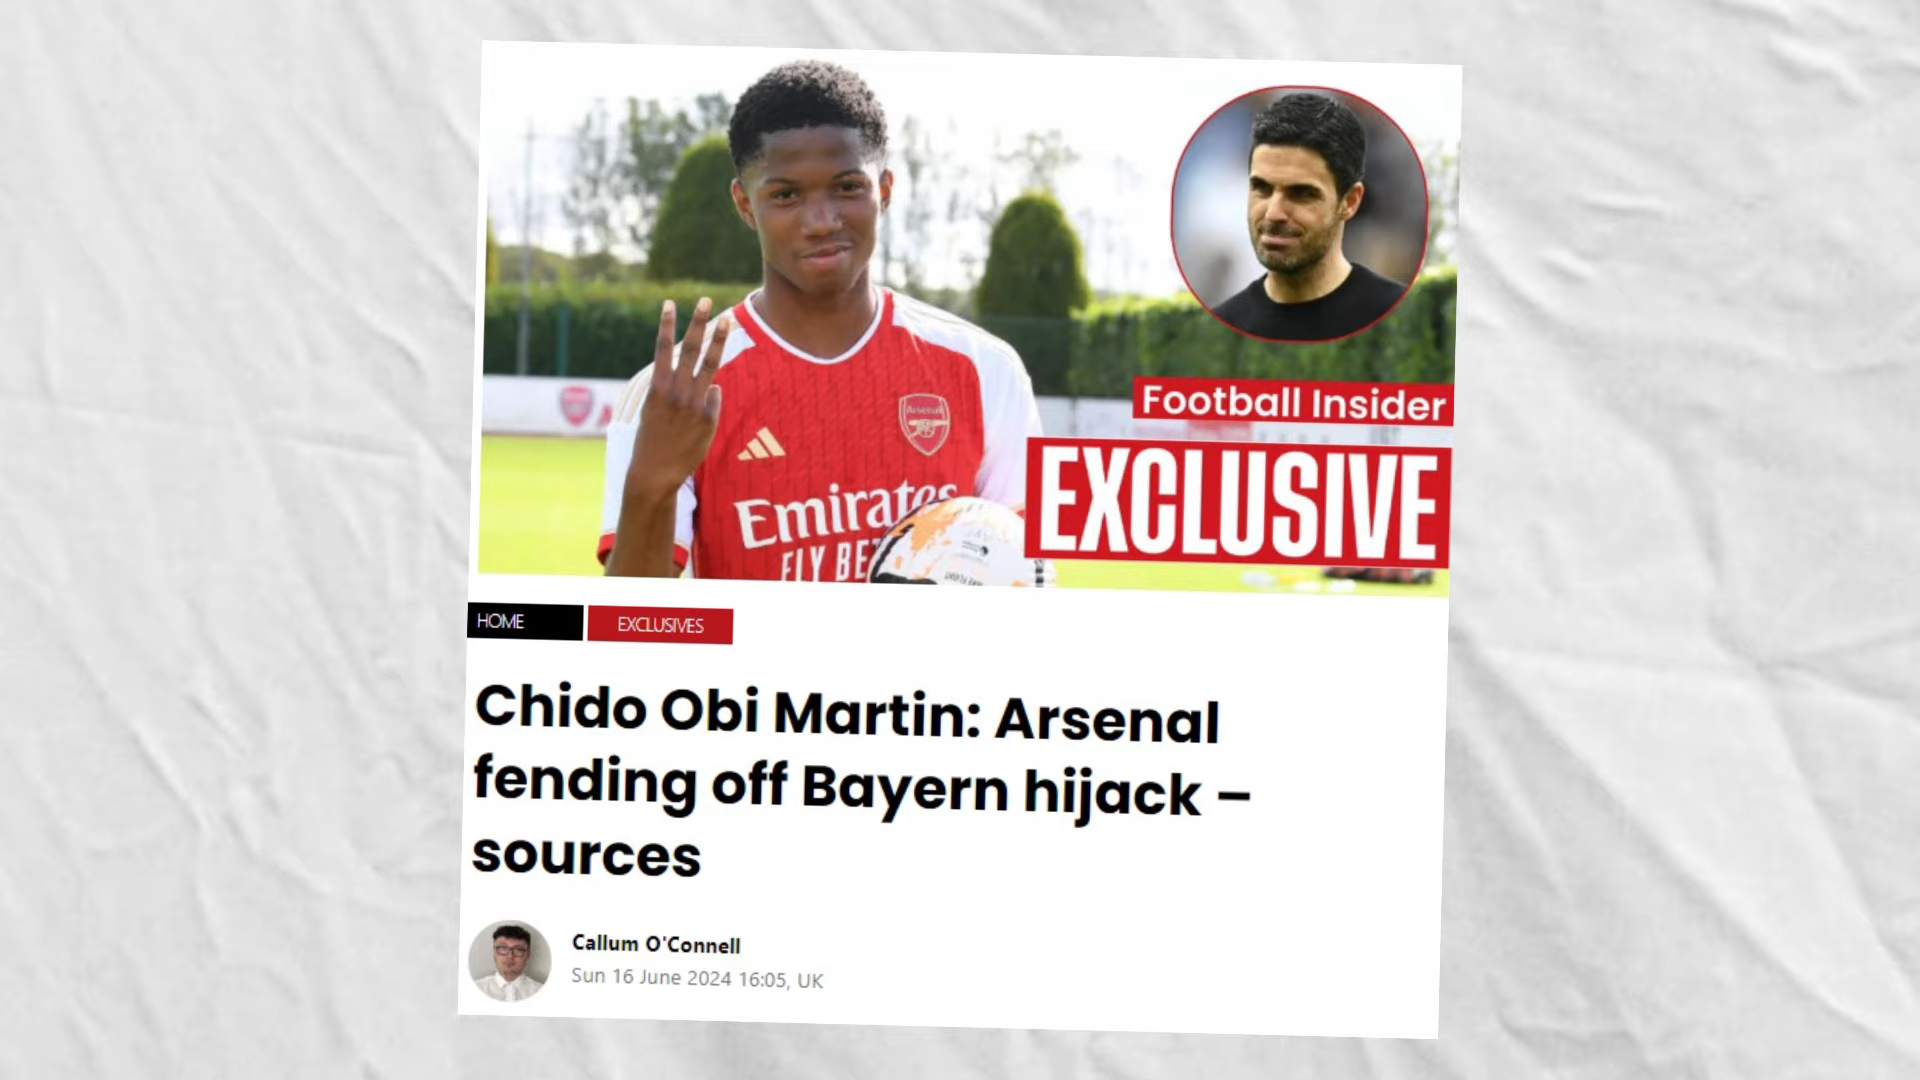 Arsenal
Emirates
FLY BE
Football Insider
EXCLUSIVE
HOME
EXCLUSIVES
Chido Obi Martin: Arsenal
fending off Bayern hijack –
sources
Callum O'Connell
Sun 16 June 2024 16:05, UK